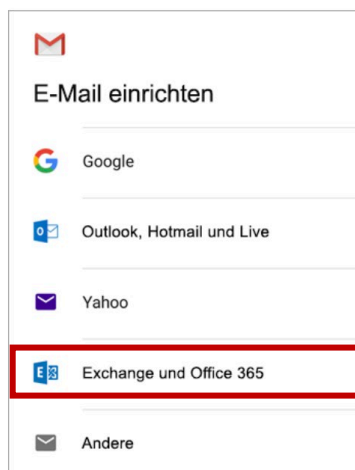 E-Mail einrichten
Google
Outlook, Hotmail und Live
Yahoo
Exchange und Office 365
Andere